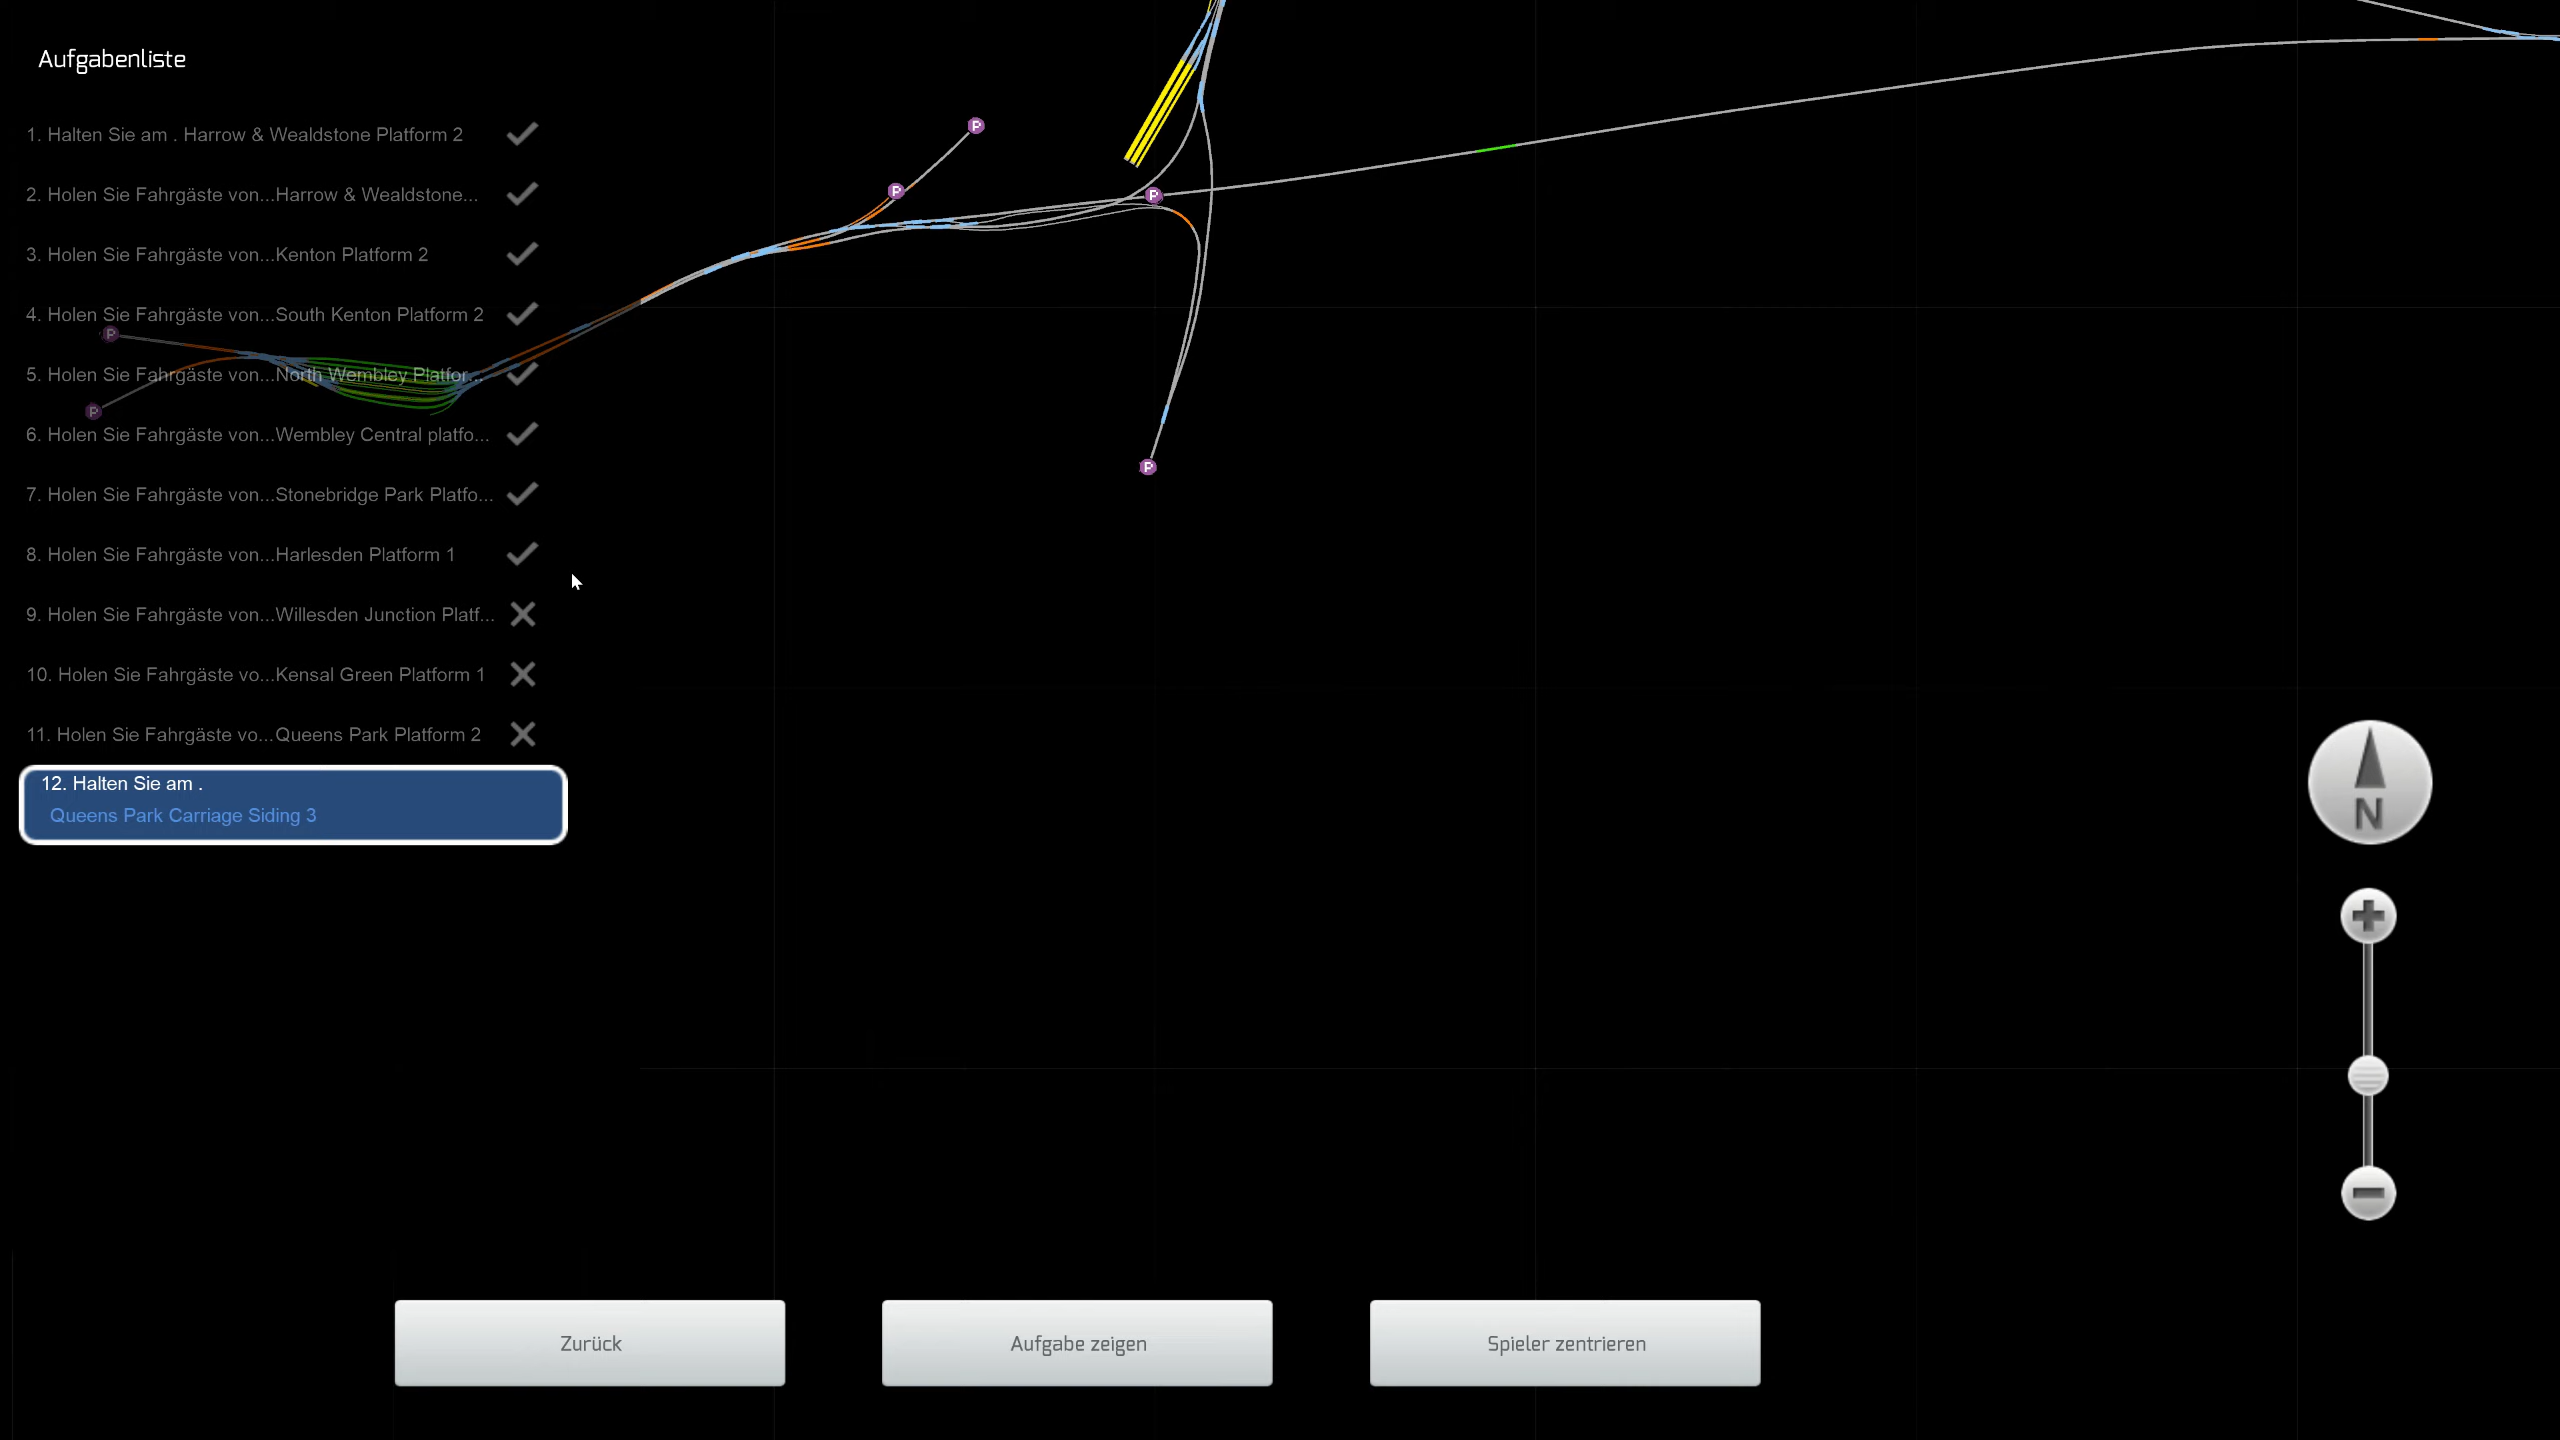 Aufgabenliste
1. Halten Sie am . Harrow & Wealdstone Platform 2
2. Holen Sie Fahrgäste von...Harrow & Wealdstone...
3. Holen Sie Fahrgäste von...Kenton Platform 2
4. Holen Sie Fahrgäste von...South Kenton Platform 2
5. Holen Sie Fahrgäste von...North Wembley Platfor...
6. Holen Sie Fahrgäste von...Wembley Central platfo...
7. Holen Sie Fahrgäste von...Stonebridge Park Platfo...
8. Holen Sie Fahrgäste von...Harlesden Platform 1
9. Holen Sie Fahrgäste von...Willesden Junction Platf...
10. Holen Sie Fahrgäste vo...Kensal Green Platform 1
11. Holen Sie Fahrgäste vo...Queens Park Platform 2
12. Halten Sie am .
Queens Park Carriage Siding 3
P
P
P
P
P
P
N
Zurück
Aufgabe zeigen
Spieler zentrieren